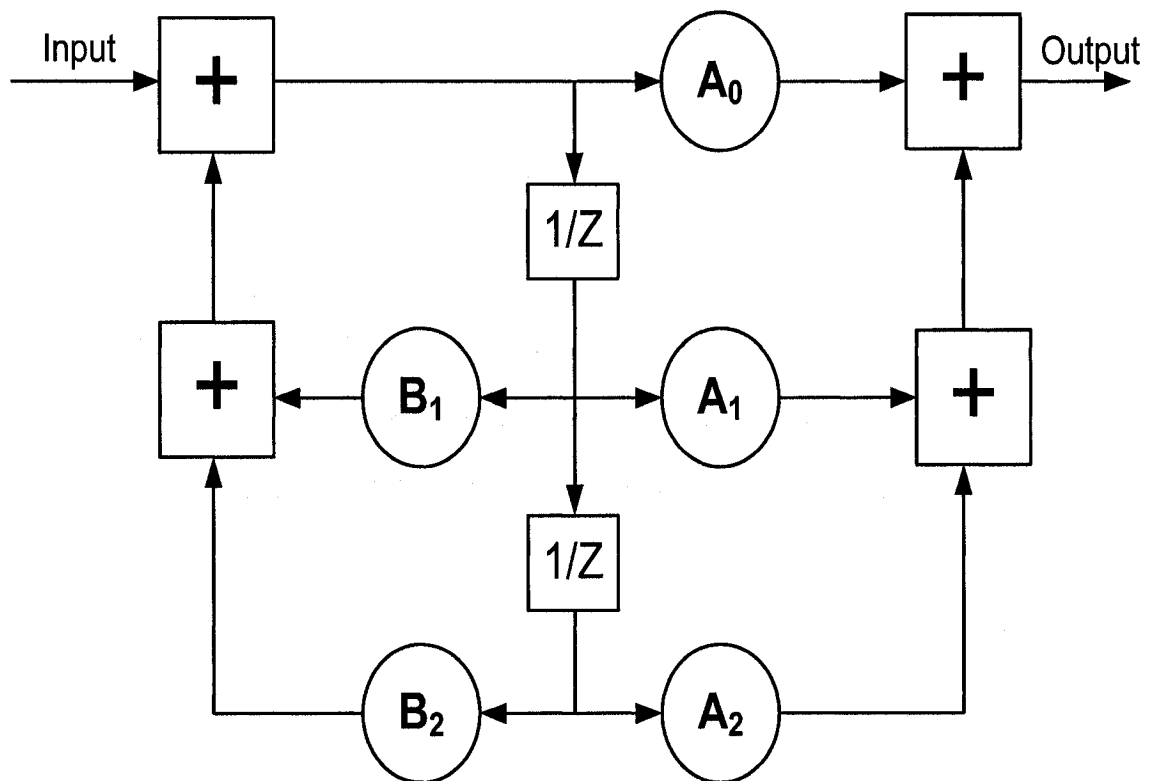 Input
+
A₀
+
Output
1/Z
+
B₁
A₁
+
1/Z
B₂
A₂